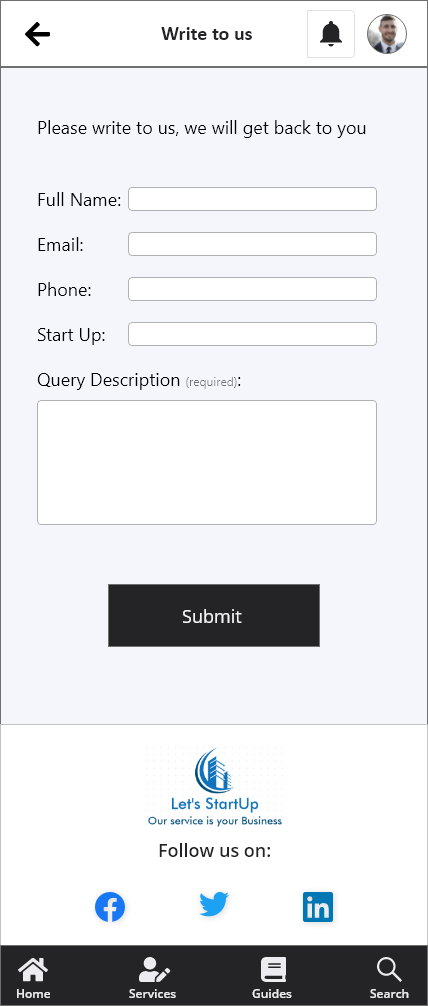 Write to us
Please write to us, we will get back to you
Full Name:
Email:
Phone:
Start Up:
Query Description (required):
Submit
Let's StartUp
Our service is your Business
Follow us on:
Home Services Guides Search